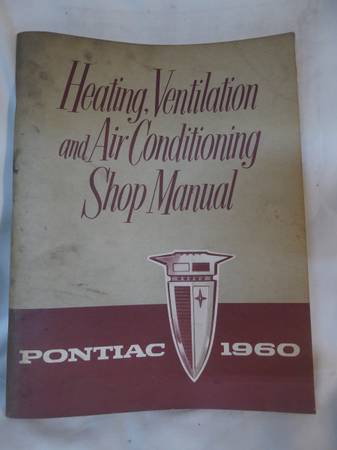 Heating, Ventilation
and Air Conditioning
Shop Manual
PONTIAC 1960